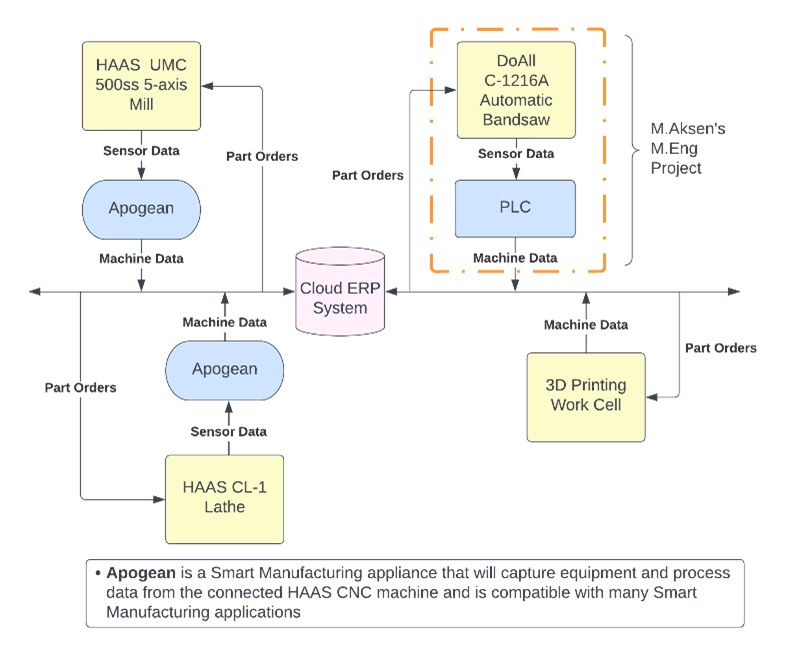 HAAS UMC
500ss 5-axis
Mill
Sensor Data
Apogean
Machine Data
Part Orders
DoAll
C-1216A
Automatic
Bandsaw
Sensor Data
PLC
Machine Data
Part Orders
M.Aksen's
M.Eng
Project
Cloud ERP
System
Machine Data
Apogean
Sensor Data
HAAS CL-1
Lathe
Part Orders
Machine Data
3D Printing
Work Cell
Part Orders
• Apogean is a Smart Manufacturing appliance that will capture equipment and process
data from the connected HAAS CNC machine and is compatible with many Smart
Manufacturing applications